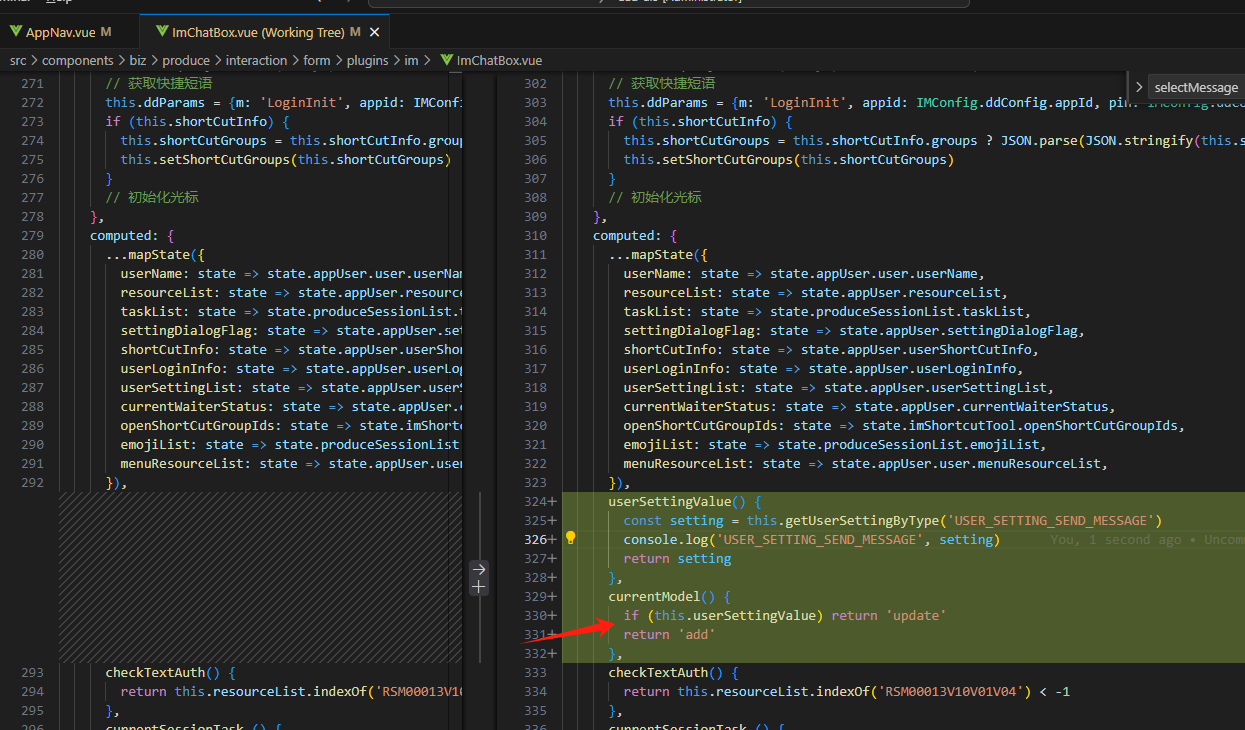 Help
AppNav.vue M
ImChatBox.vue (Working Tree) M
src > components > biz > produce > interaction > form > plugins > im > ImChatBox.vue
selectMessage
271 // 获取快捷短语
272 this.ddParams = {m: 'LoginInit', appid: IMConf
273 if (this.shortCutInfo) {
274 this.shortCutGroups = this.shortCutInfo.group
275 this.setShortCutGroups(this.shortCutGroups)
276 }
277 // 初始化光标
278 },
279 computed: {
280 ...mapState({
281 userName: state => state.appUser.user.userNam
282 resourceList: state => state.appUser.resource
283 taskList: state => state.produceSessionList.t
284 settingDialogFlag: state => state.appUser.set
285 shortCutInfo: state => state.appUser.userShor
286 userLoginInfo: state => state.appUser.userLog
287 userSettingList: state => state.appUser.userS
288 currentWaiterStatus: state => state.appUser.c
289 openShortCutGroupIds: state => state.imShortc
290 emojiList: state => state.produceSessionList
291 menuResourceList: state => state.appUser.user
292 }),
293 checkTextAuth() {
294 return this.resourceList.indexOf('RSM00013V10
295 },
296 currentSessionTask () {
302 // 获取快捷短语
303 this.ddParams = {m: 'LoginInit', appid: IMConfig.ddConfig.appId, pin: IMConfig.ddCo
304 if (this.shortCutInfo) {
305 this.shortCutGroups = this.shortCutInfo.groups ? JSON.parse(JSON.stringify(this.s
306 this.setShortCutGroups(this.shortCutGroups)
307 }
308 // 初始化光标
309 },
310 computed: {
311 ...mapState({
312 userName: state => state.appUser.user.userName,
313 resourceList: state => state.appUser.resourceList,
314 taskList: state => state.produceSessionList.taskList,
315 settingDialogFlag: state => state.appUser.settingDialogFlag,
316 shortCutInfo: state => state.appUser.userShortCutInfo,
317 userLoginInfo: state => state.appUser.userLoginInfo,
318 userSettingList: state => state.appUser.userSettingList,
319 currentWaiterStatus: state => state.appUser.currentWaiterStatus,
320 openShortCutGroupIds: state => state.imShortcutTool.openShortCutGroupIds,
321 emojiList: state => state.produceSessionList.emojiList,
322 menuResourceList: state => state.appUser.user.menuResourceList,
323 }),
324+ userSettingValue() {
325+ const setting = this.getUserSettingByType('USER_SETTING_SEND_MESSAGE')
326+ console.log('USER_SETTING_SEND_MESSAGE', setting) You, 1 second ago • Uncom
327+ return setting
328+ },
329+ currentModel() {
330+ if (this.userSettingValue) return 'update'
331+ return 'add'
332+ },
333 checkTextAuth() {
334 return this.resourceList.indexOf('RSM00013V10V01V04') < -1
335 },
336 currentSessionTask () {